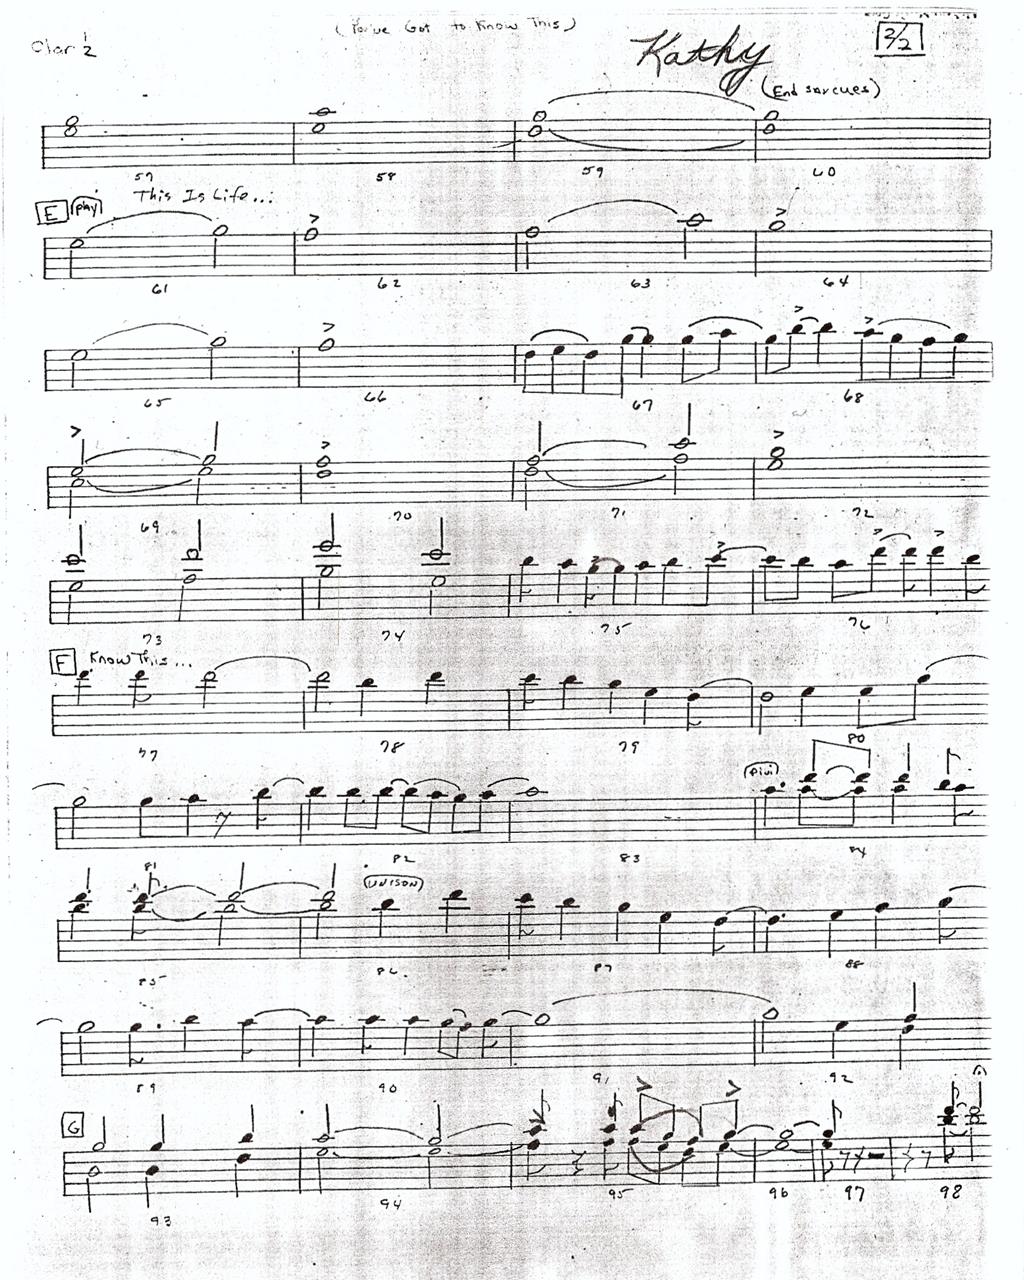 (You've Got to Know This)
Clar 1/2
Kathy
2/2
(End sax cues)
57 58 59 60
E play This Is Life...
61 62 63 64
65 66 67 68
69 70 71 72
73 74 75 76
F Know This...
77 78 79 80
divi
81 82 83 84
(unison)
85 86 87 88
89 90 91 92
G
93 94 95 96 97 98